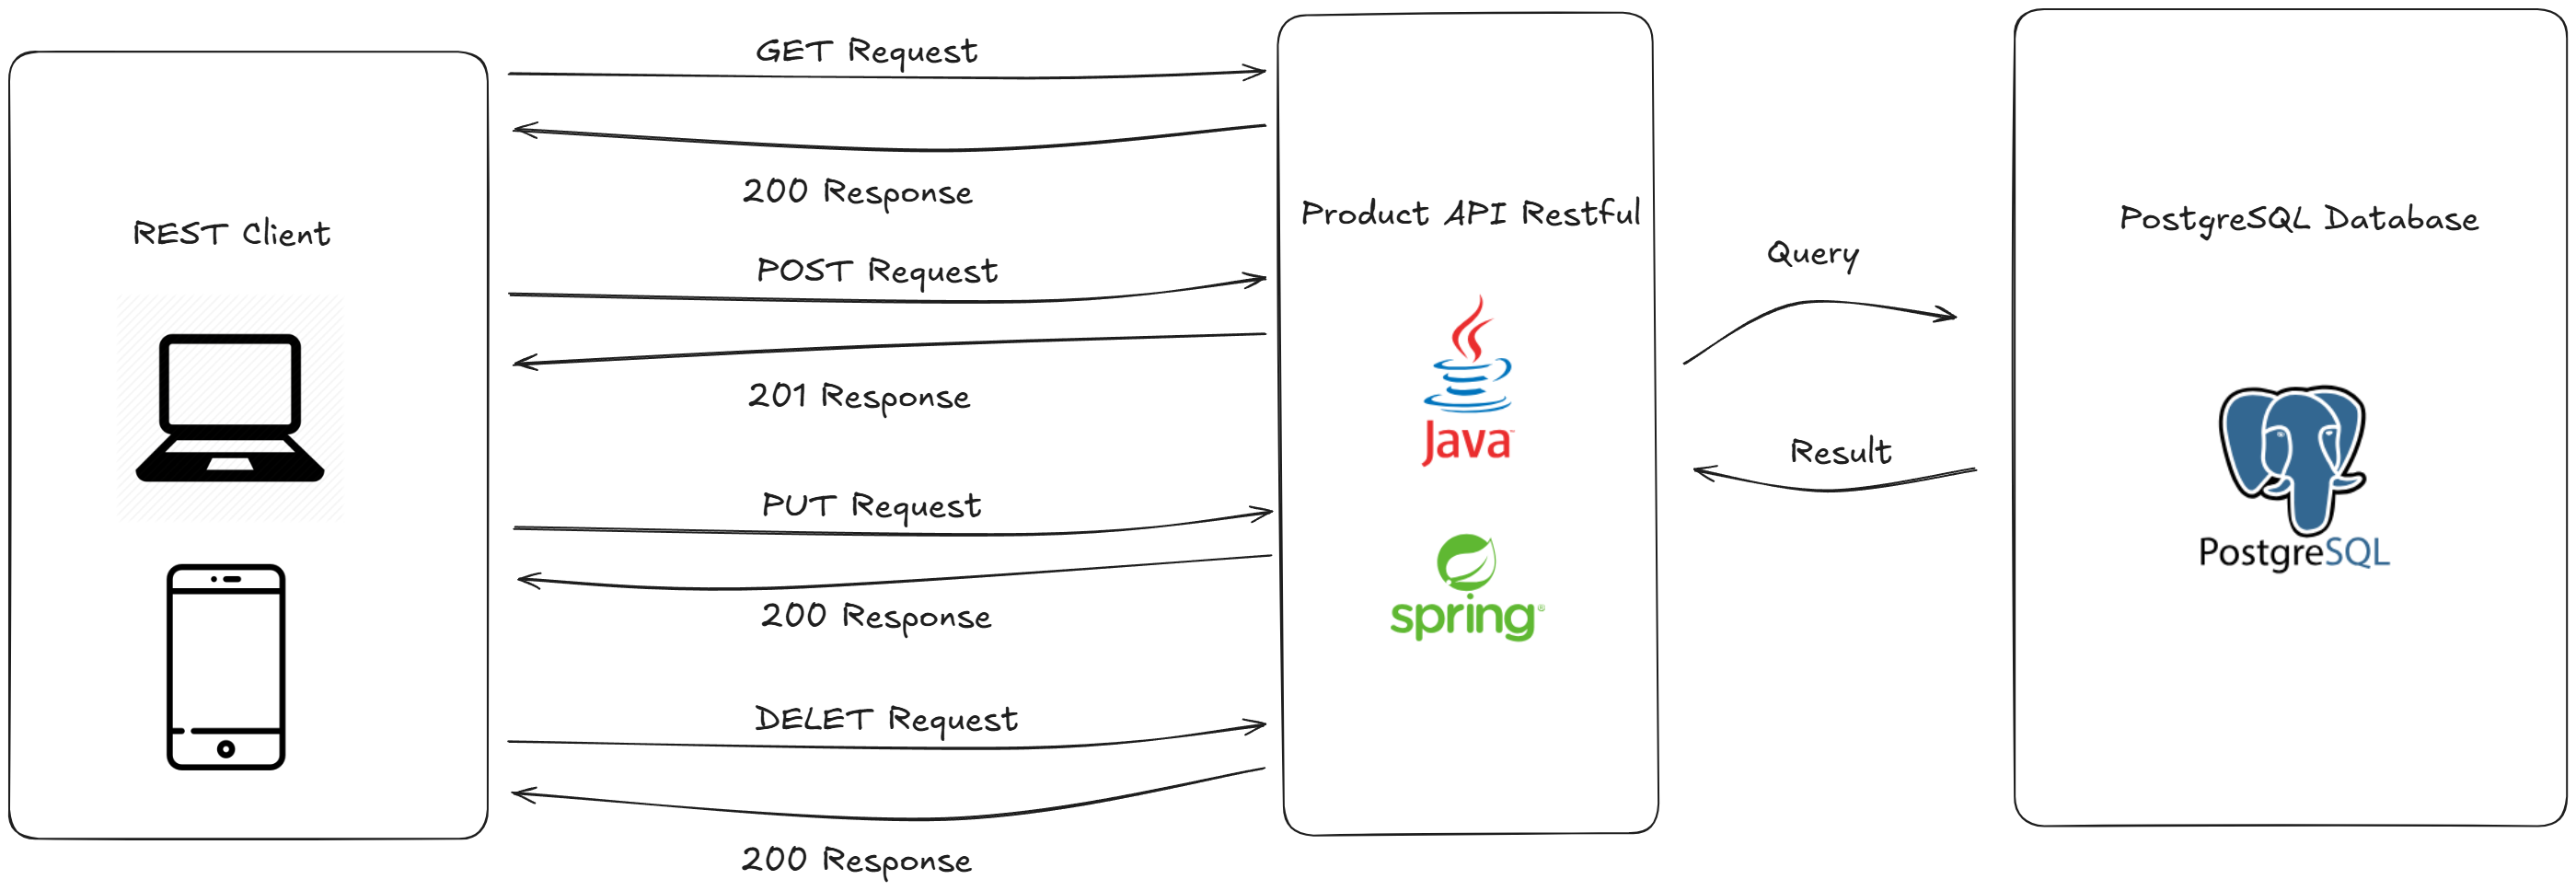 REST Client
GET Request
200 Response
POST Request
201 Response
PUT Request
200 Response
DELET Request
200 Response
Product API Restful
Java™
spring®
Query
Result
PostgreSQL Database
PostgreSQL